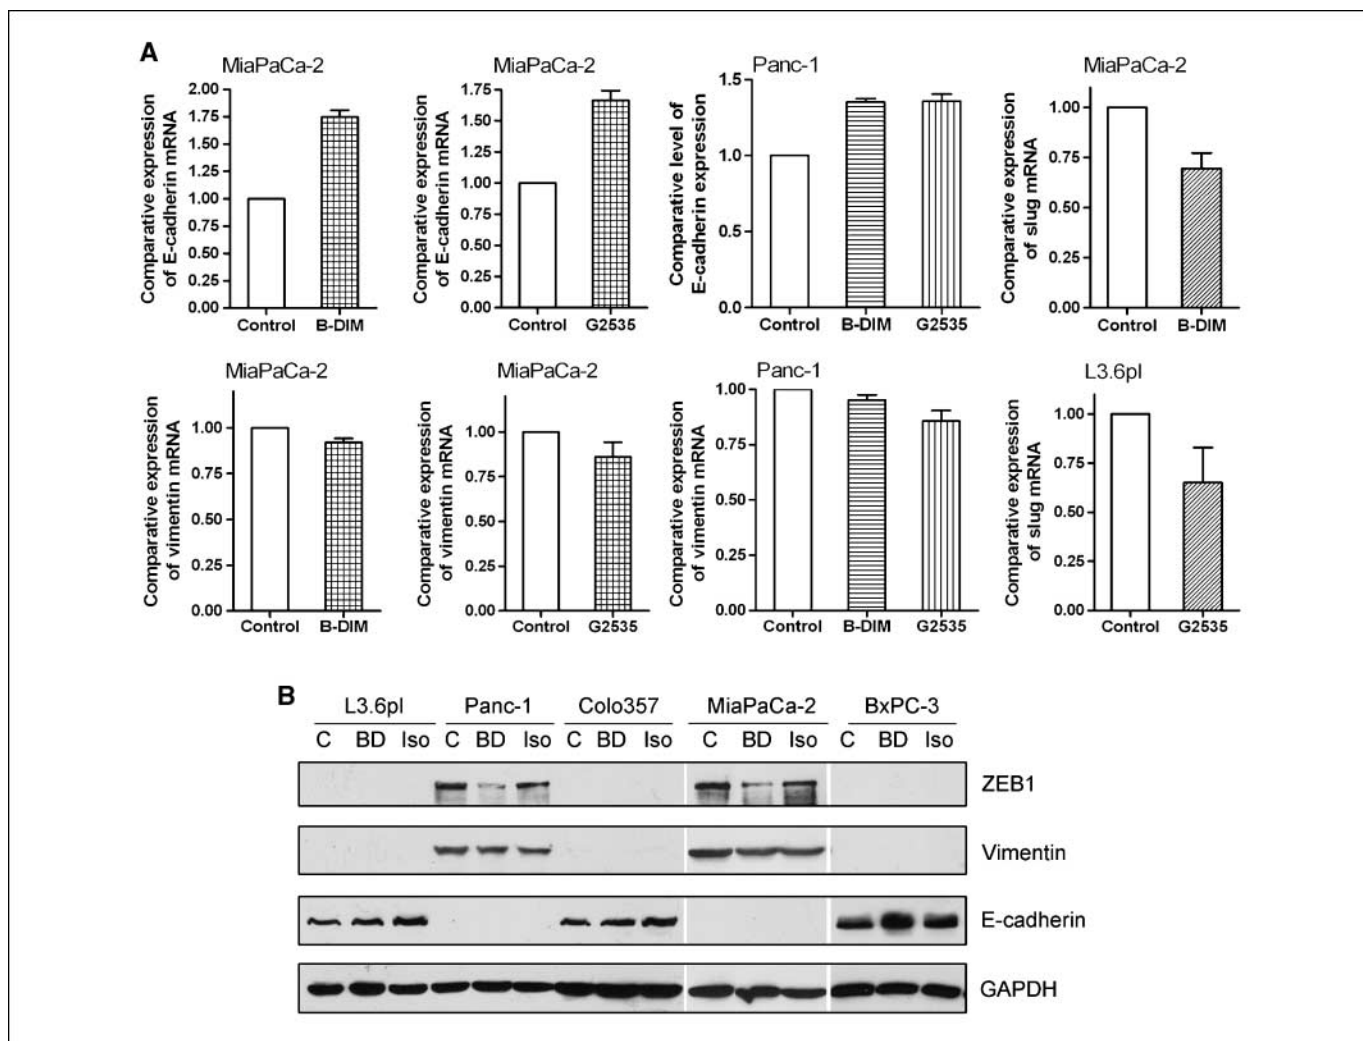 A
MiaPaCa-2
Comparative expression
of E-cadherin mRNA
2.00
1.75
1.50
1.25
1.00
0.75
0.50
0.25
0.00
Control B-DIM
MiaPaCa-2
Comparative expression
of E-cadherin mRNA
1.75
1.50
1.25
1.00
0.75
0.50
0.25
0.00
Control G2535
Panc-1
Comparative level of
E-cadherin expression
1.5
1.0
0.5
0.0
Control B-DIM G2535
MiaPaCa-2
Comparative expression
of slug mRNA
1.00
0.75
0.50
0.25
0.00
Control B-DIM
MiaPaCa-2
Comparative expression
of vimentin mRNA
1.00
0.75
0.50
0.25
0.00
Control B-DIM
MiaPaCa-2
Comparative expression
of vimentin mRNA
1.00
0.75
0.50
0.25
0.00
Control G2535
Panc-1
Comparative expression
of vimentin mRNA
1.00
0.75
0.50
0.25
0.00
Control B-DIM G2535
L3.6pl
Comparative expression
of slug mRNA
1.00
0.75
0.50
0.25
0.00
Control G2535
B
L3.6pl Panc-1 Colo357 MiaPaCa-2 BxPC-3
C BD Iso C BD Iso C BD Iso C BD Iso C BD Iso
ZEB1
Vimentin
E-cadherin
GAPDH